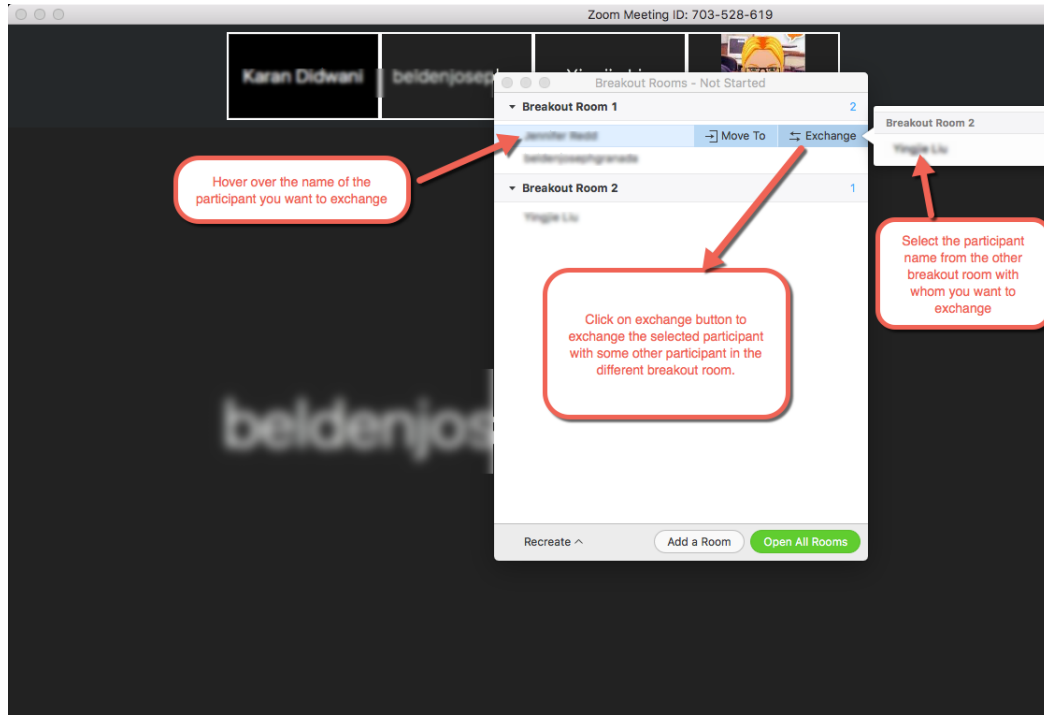 Zoom Meeting ID: 703-528-619
Breakout Rooms - Not Started
Breakout Room 1
2
Move To
Exchange
Breakout Room 2
Hover over the name of the
participant you want to exchange
Breakout Room 2
1
Select the participant
name from the other
breakout room with
whom you want to
exchange
Click on exchange button to
exchange the selected participant
with some other participant in the
different breakout room.
Recreate
Add a Room
Open All Rooms